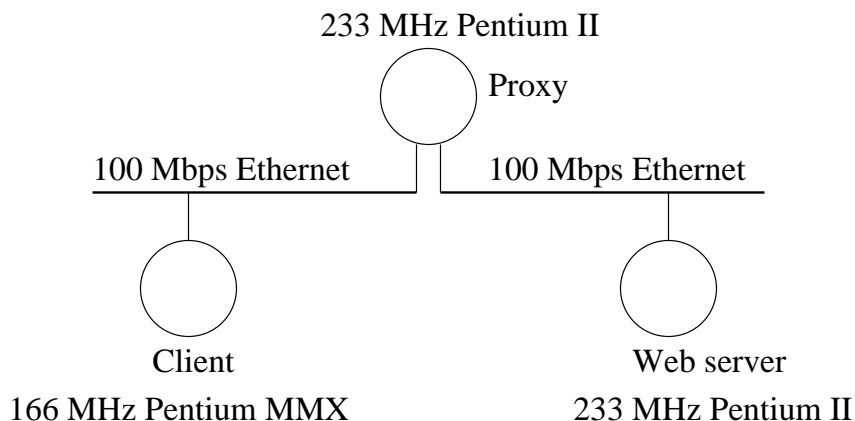 233 MHz Pentium II
Proxy
100 Mbps Ethernet
100 Mbps Ethernet
Client
Web server
166 MHz Pentium MMX
233 MHz Pentium II